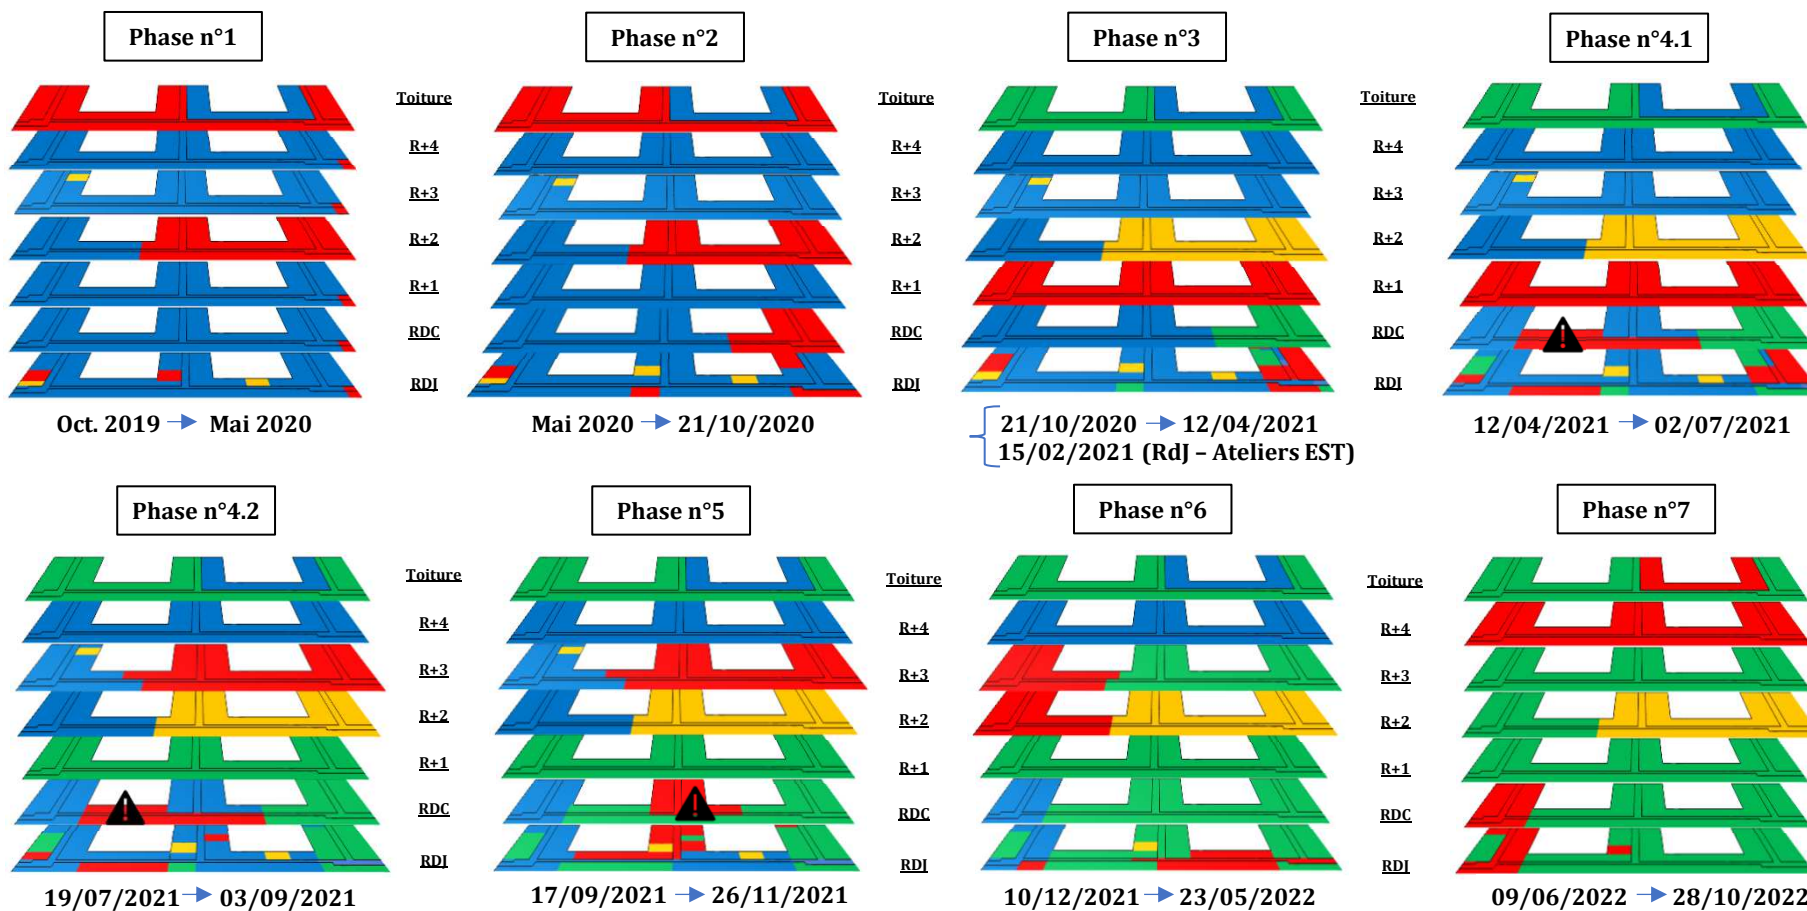 Phase n°1
Phase n°2
Phase n°3
Phase n°4.1
Toiture
Toiture
Toiture
R+4
R+4
R+4
R+3
R+3
R+3
R+2
R+2
R+2
R+1
R+1
R+1
RDC
RDC
RDC
RDJ
RDJ
RDJ
Oct. 2019 Mai 2020
Mai 2020 21/10/2020
21/10/2020 12/04/2021
15/02/2021 (RdJ – Ateliers EST)
12/04/2021 02/07/2021
Phase n°4.2
Phase n°5
Phase n°6
Phase n°7
Toiture
Toiture
Toiture
R+4
R+4
R+4
R+3
R+3
R+3
R+2
R+2
R+2
R+1
R+1
R+1
RDC
RDC
RDC
RDJ
RDJ
RDJ
19/07/2021 03/09/2021
17/09/2021 26/11/2021
10/12/2021 23/05/2022
09/06/2022 28/10/2022